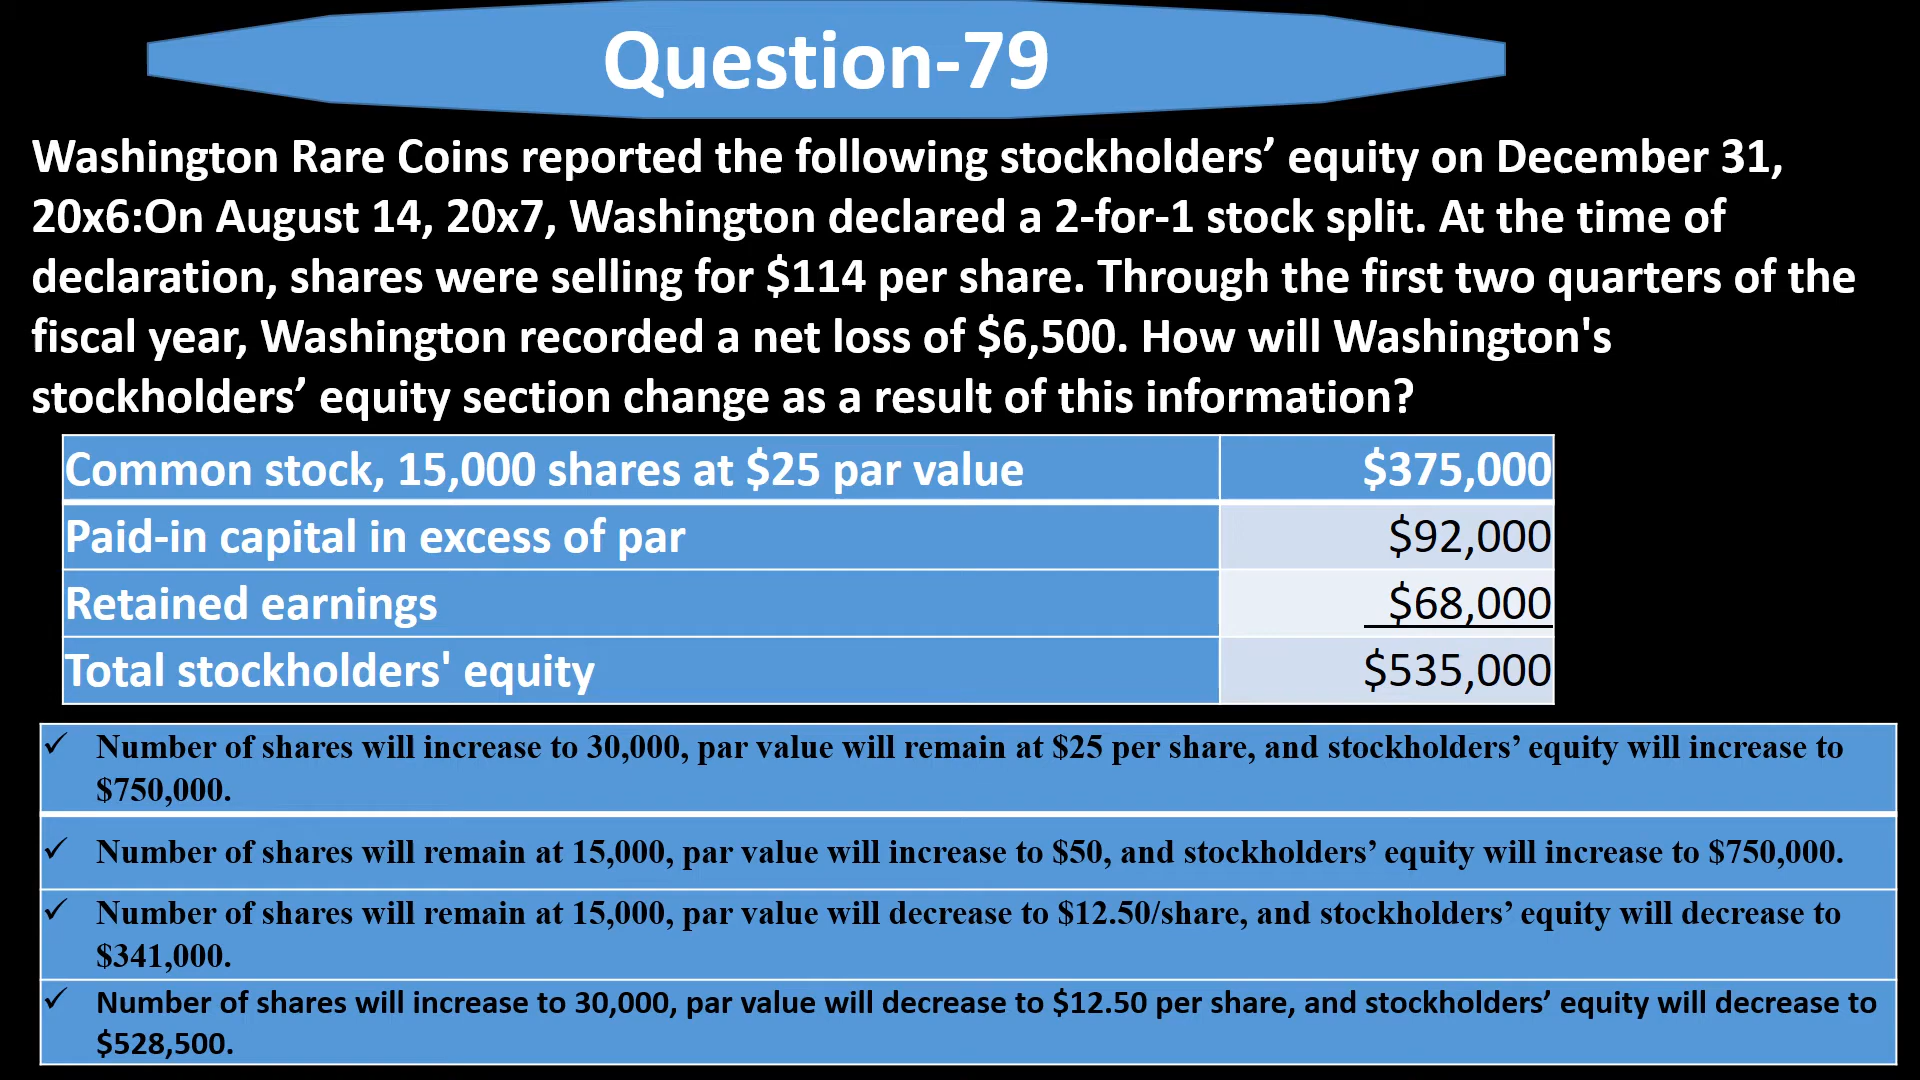 Question-79
Washington Rare Coins reported the following stockholders’ equity on December 31,
20x6:On August 14, 20x7, Washington declared a 2-for-1 stock split. At the time of
declaration, shares were selling for $114 per share. Through the first two quarters of the
fiscal year, Washington recorded a net loss of $6,500. How will Washington's
stockholders’ equity section change as a result of this information?
Common stock, 15,000 shares at $25 par value $375,000
Paid-in capital in excess of par $92,000
Retained earnings $68,000
Total stockholders' equity $535,000
✓ Number of shares will increase to 30,000, par value will remain at $25 per share, and stockholders’ equity will increase to
$750,000.
✓ Number of shares will remain at 15,000, par value will increase to $50, and stockholders’ equity will increase to $750,000.
✓ Number of shares will remain at 15,000, par value will decrease to $12.50/share, and stockholders’ equity will decrease to
$341,000.
✓ Number of shares will increase to 30,000, par value will decrease to $12.50 per share, and stockholders’ equity will decrease to
$528,500.